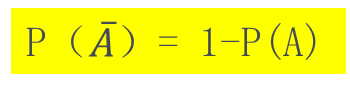 P (Ā) = 1-P(A)